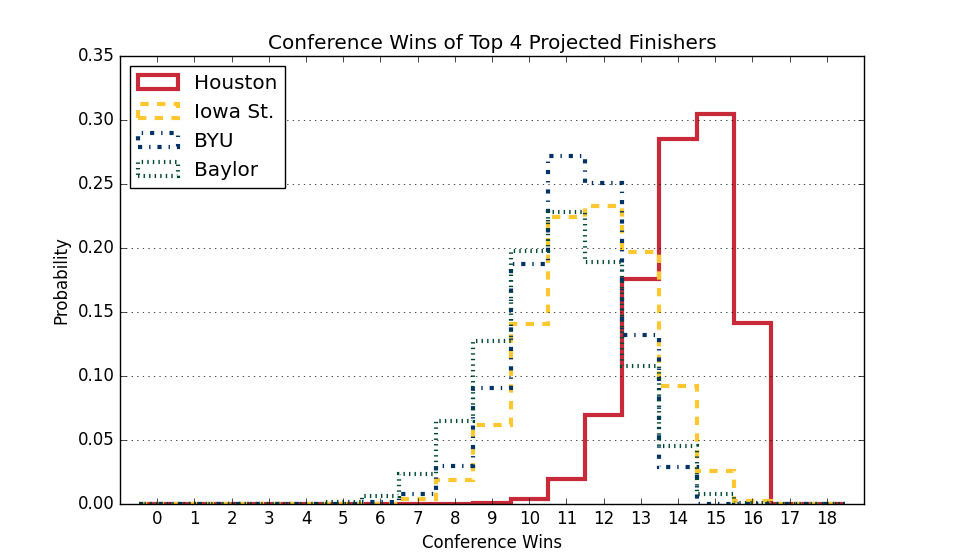 Conference Wins of Top 4 Projected Finishers
0.35
0.30
0.25
0.20
0.15
0.10
0.05
0.00
Probability
Houston
Iowa St.
BYU
Baylor
0 1 2 3 4 5 6 7 8 9 10 11 12 13 14 15 16 17 18
Conference Wins